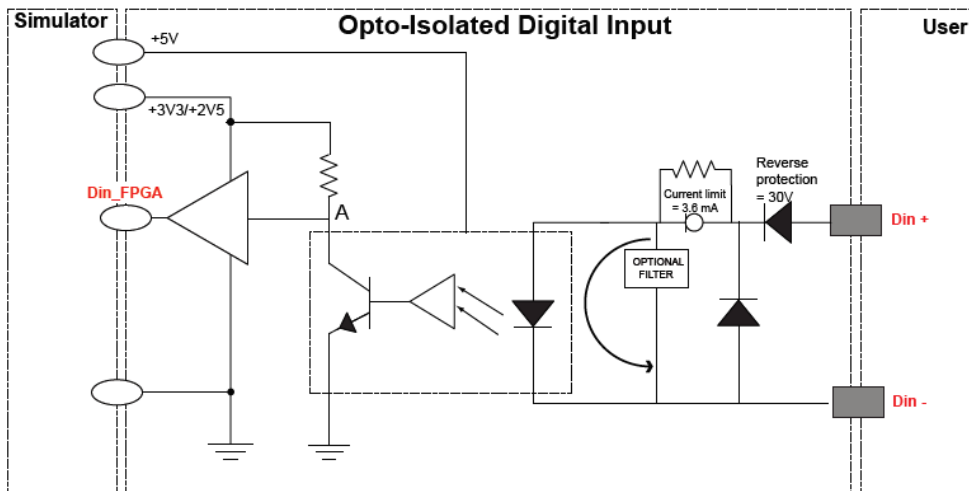 Simulator
Opto-Isolated Digital Input
User
+5V
+3V3/+2V5
Din_FPGA
A
Current limit
= 3.6 mA
Reverse
protection
= 30V
Din +
OPTIONAL
FILTER
Din -